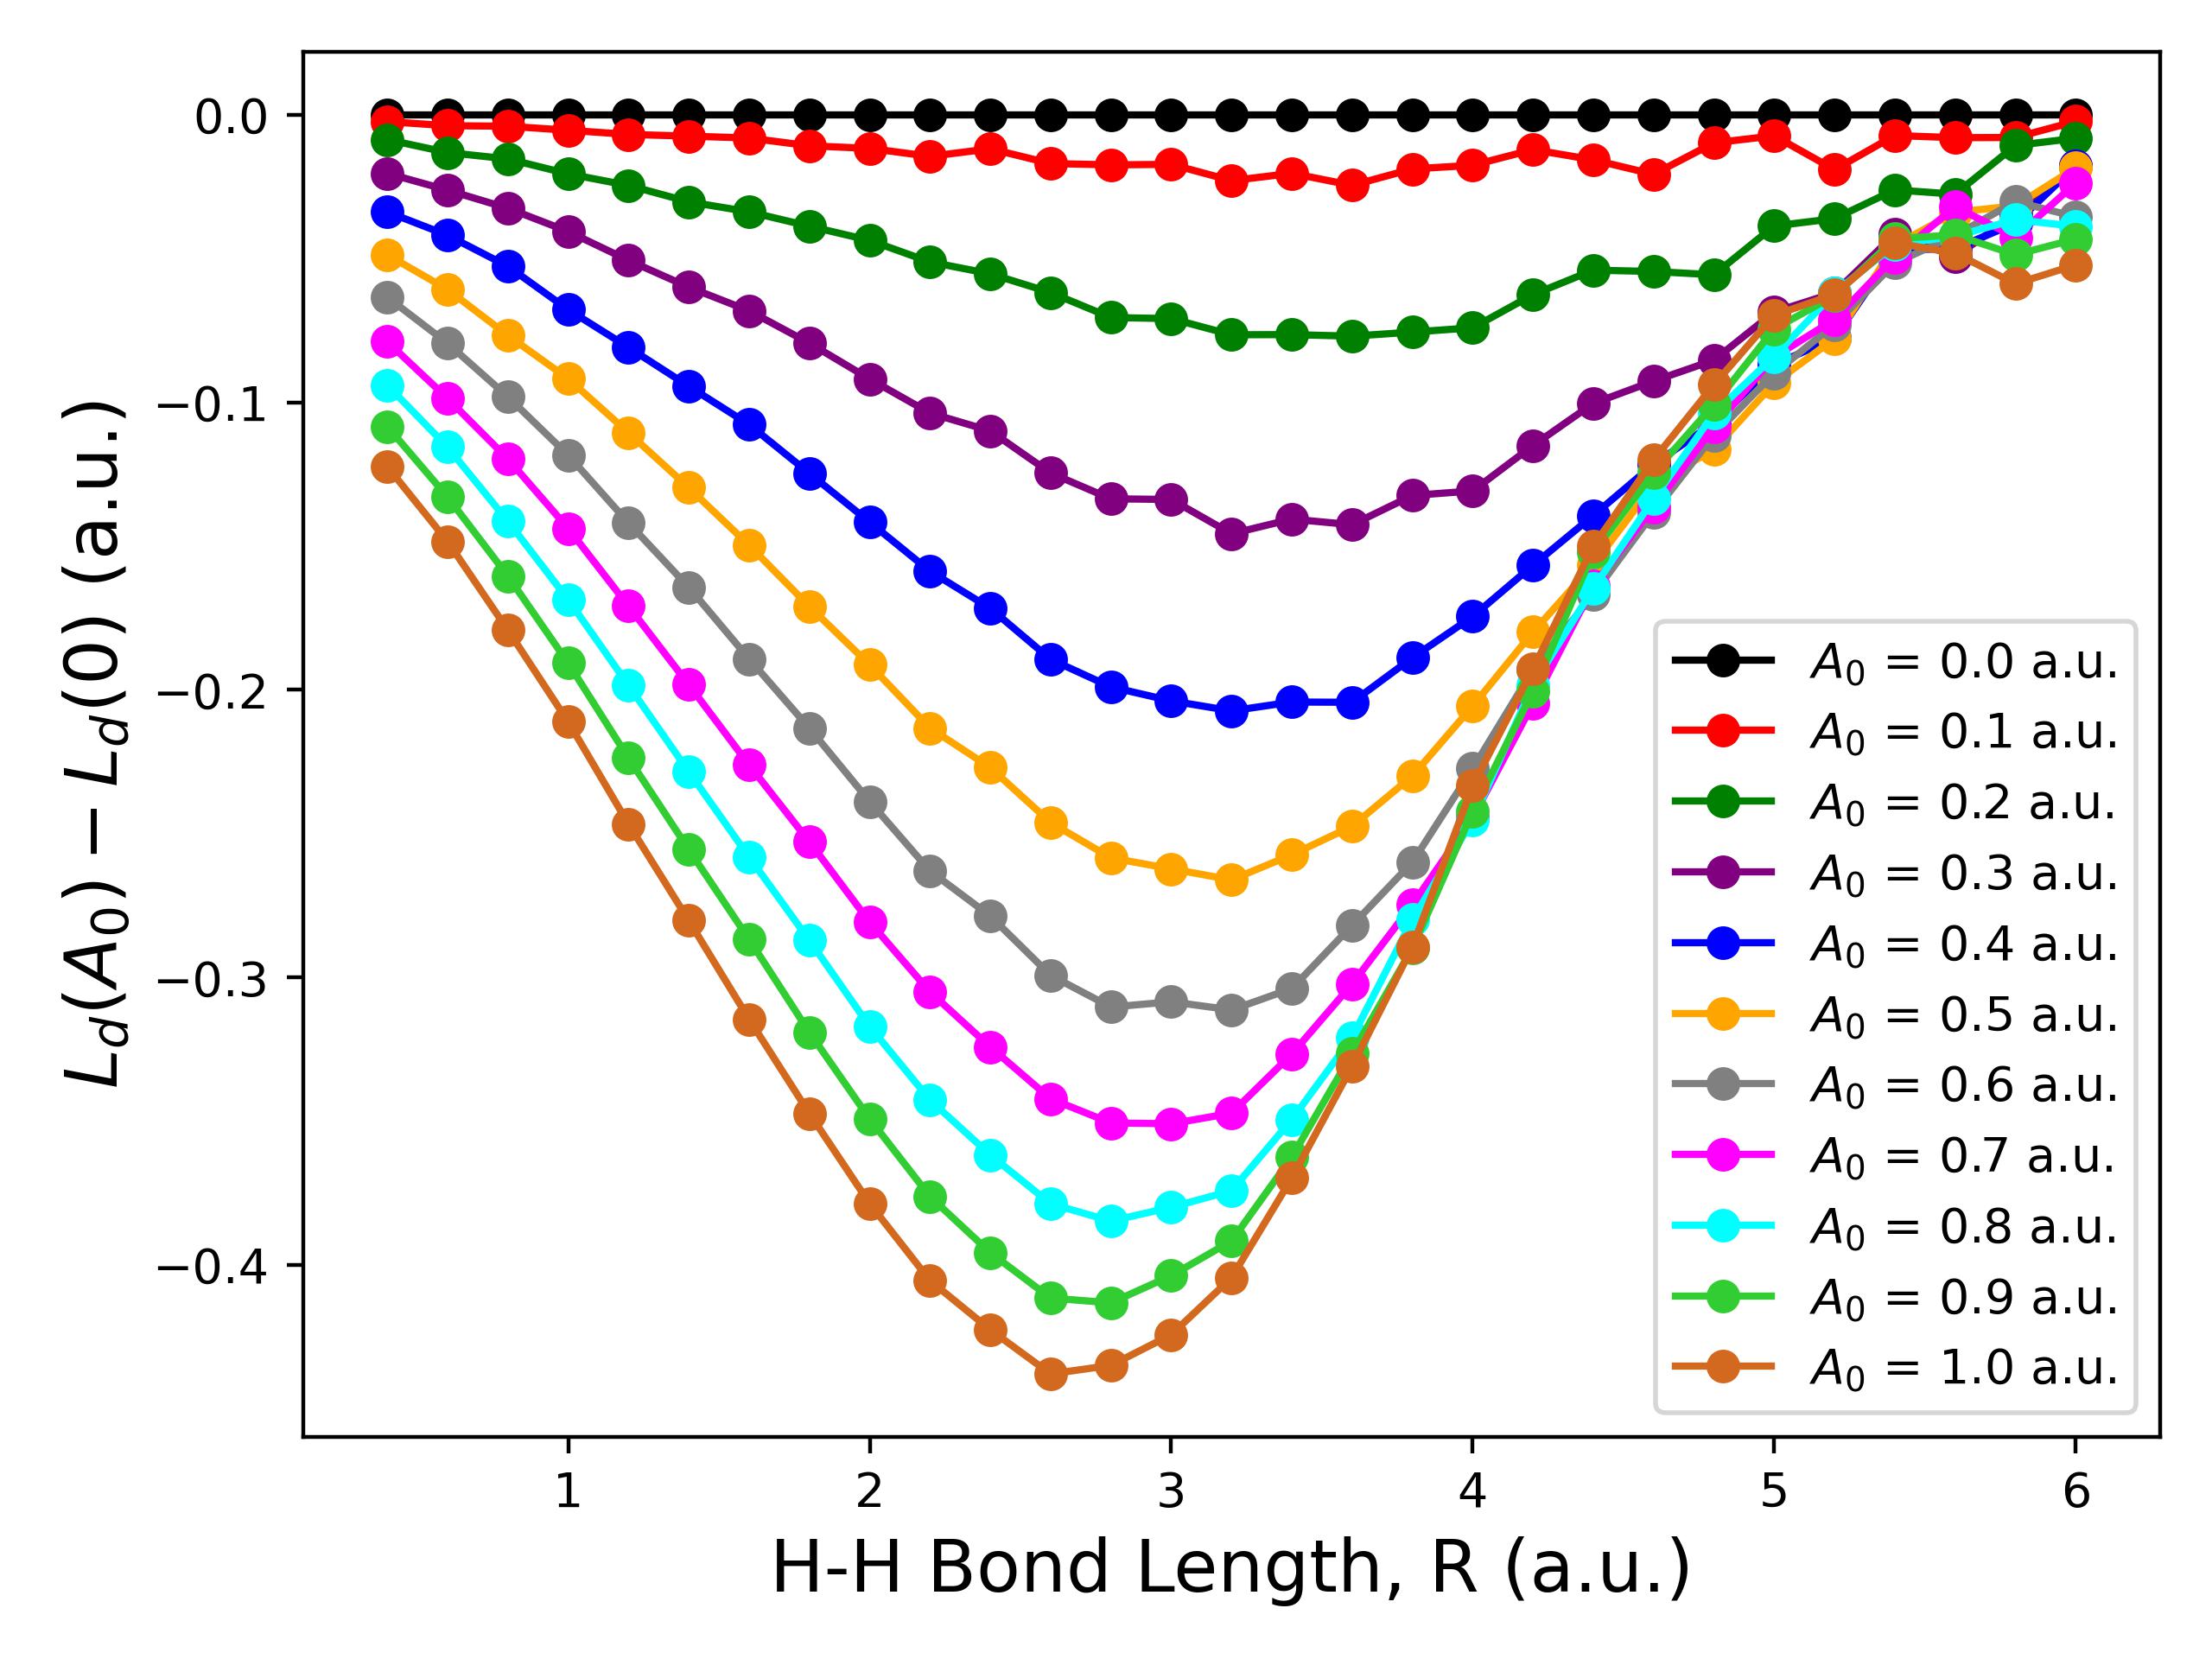 0.0
−0.1
−0.2
−0.3
−0.4
L_d(A_0) − L_d(0) (a.u.)
1 2 3 4 5 6
H-H Bond Length, R (a.u.)
A_0 = 0.0 a.u.
A_0 = 0.1 a.u.
A_0 = 0.2 a.u.
A_0 = 0.3 a.u.
A_0 = 0.4 a.u.
A_0 = 0.5 a.u.
A_0 = 0.6 a.u.
A_0 = 0.7 a.u.
A_0 = 0.8 a.u.
A_0 = 0.9 a.u.
A_0 = 1.0 a.u.